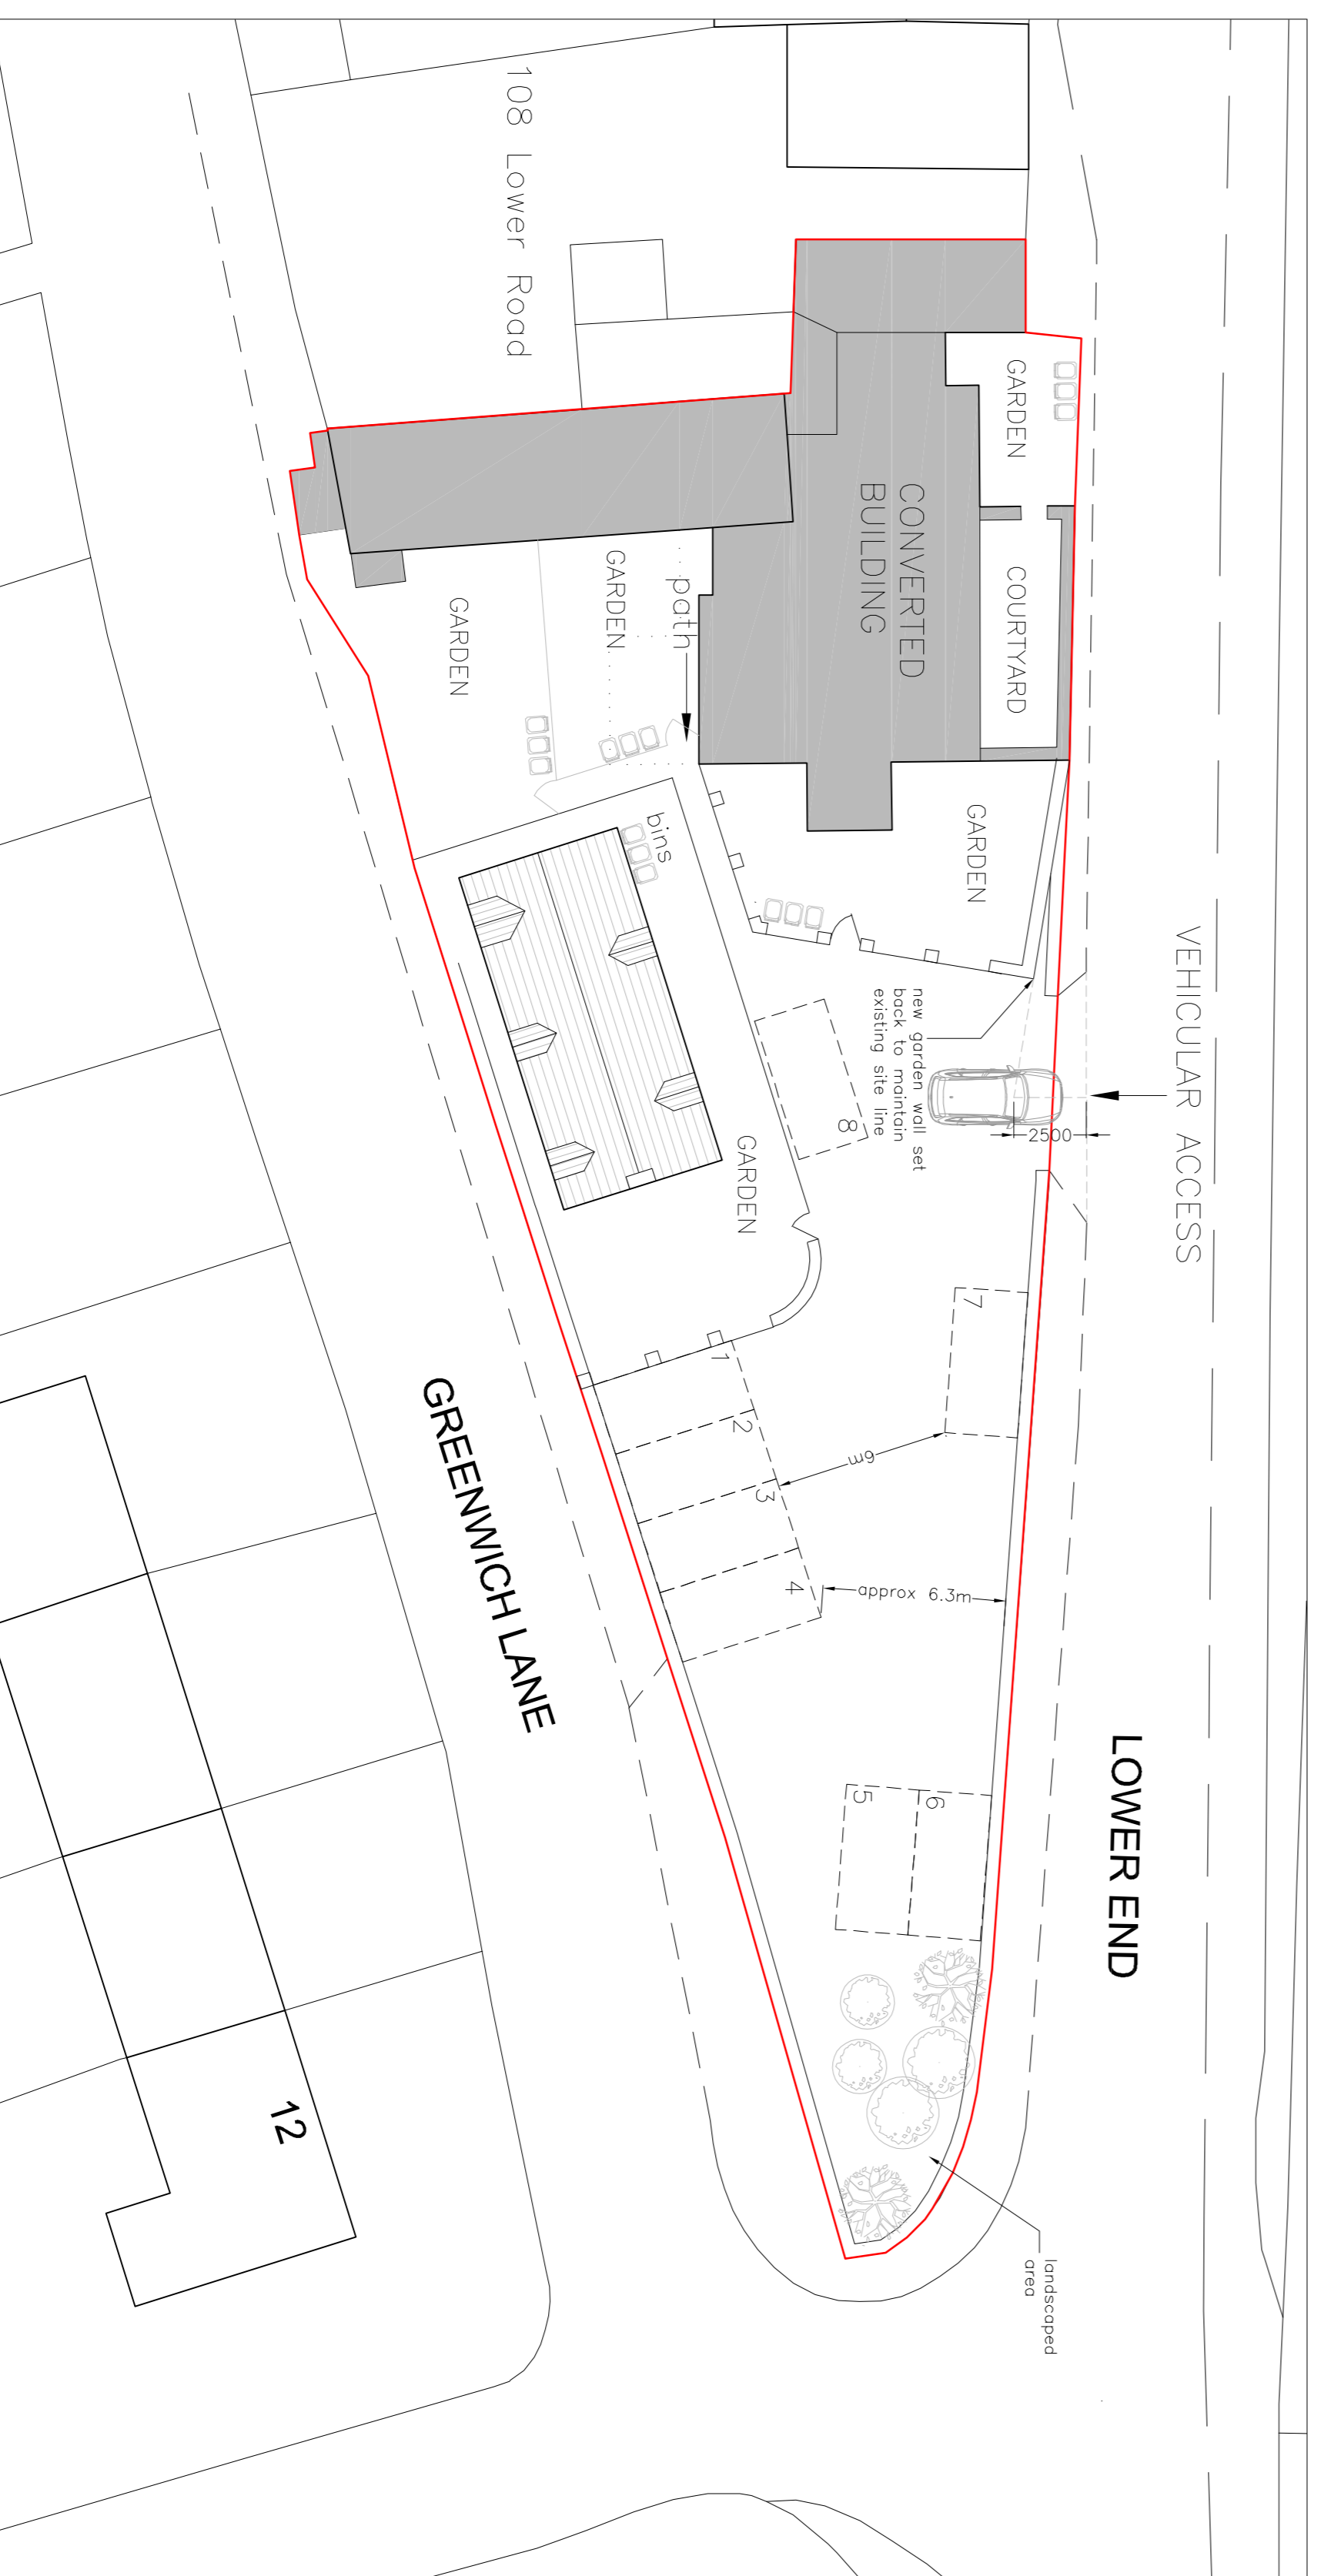 108 Lower Road
GARDEN
CONVERTED
BUILDING
COURTYARD
GARDEN
path
GARDEN
GARDEN
bins
GARDEN
VEHICULAR ACCESS
new garden wall set
back to maintain
existing site line
2500
8
GARDEN
7
1
2
3
4
6m
approx 6.3m
GREENWICH LANE
LOWER END
6
5
12
landscaped
area